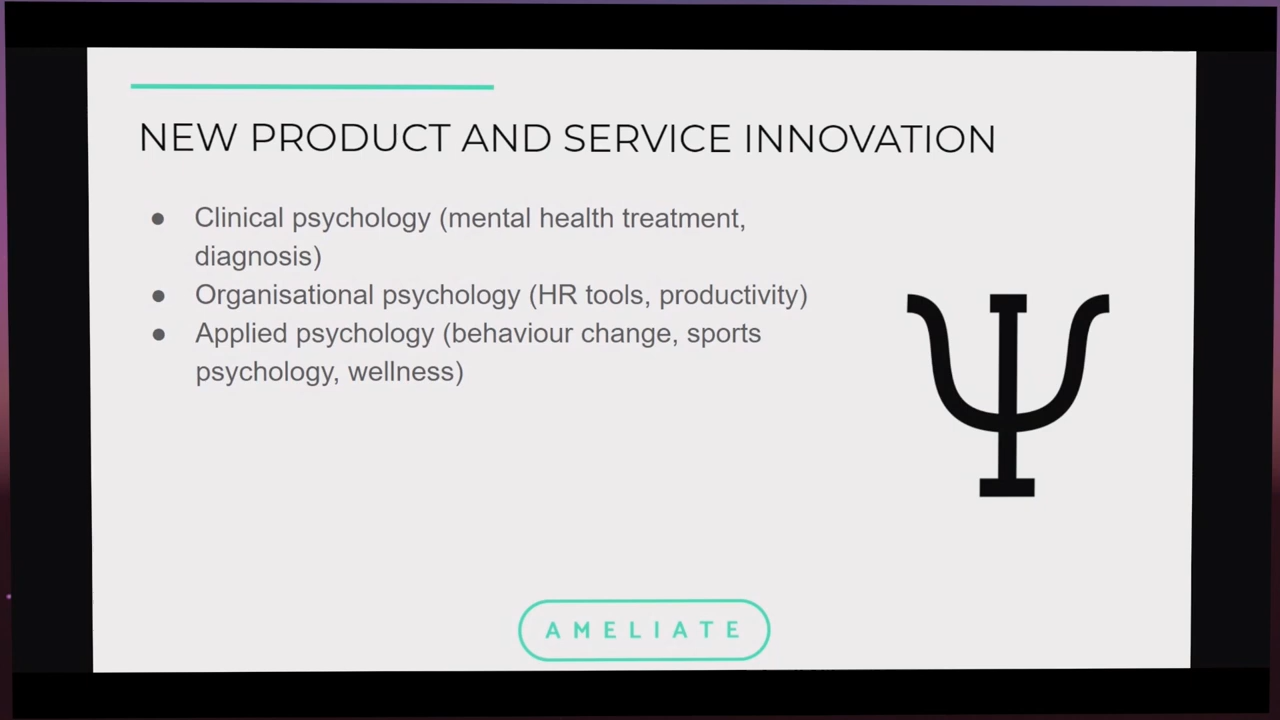 NEW PRODUCT AND SERVICE INNOVATION
● Clinical psychology (mental health treatment,
diagnosis)
● Organisational psychology (HR tools, productivity)
● Applied psychology (behaviour change, sports
psychology, wellness)
Ψ
AMELIATE